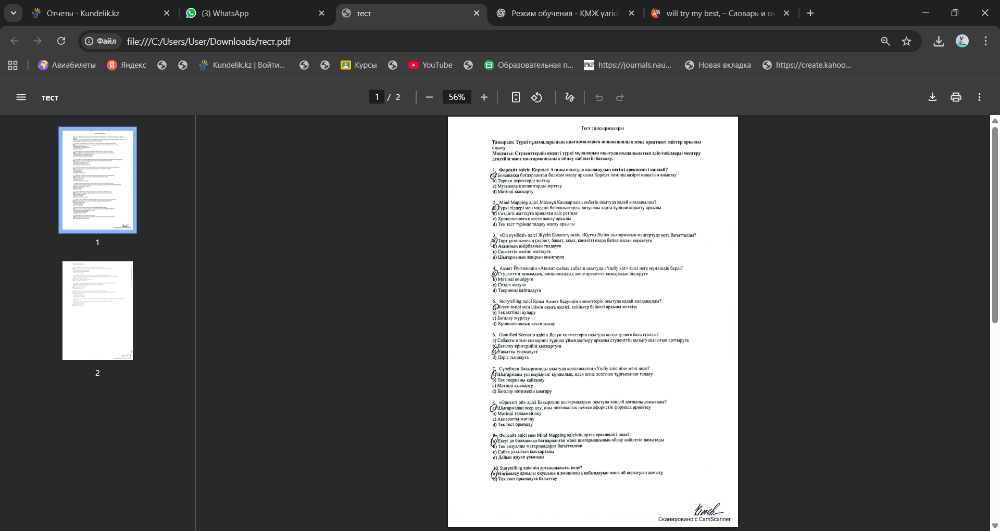 Отчеты - Kundelik.kz
(3) WhatsApp
тест
Режим обучения - ҚМЖ үлгісі
will try my best, – Словарь и он
Файл
file:///C:/Users/User/Downloads/тест.pdf
Авиабилеты
Яндекс
Kundelik.kz | Войти...
Курсы
YouTube
Образовательная п...
https://journals.nau...
Новая вкладка
https://create.kahoo...
тест
1 / 2
56%
1
2
Тест тапсырмалары
Тақырып: Түркі ғұламаларының шығармаларын инновациялық және креативті әдістер арқылы
оқыту
Мақсаты: Студенттердің ежелгі түркі мұраларын оқытуда қолданылатын әдіс-тәсілдерді меңгеру
деңгейін және шығармашылық ойлау қабілетін бағалау.
1. Форсайт әдісін Қорқыт Атаны оқытуда қолданудың негізгі ерекшелігі қандай?
a) Болашаққа бағдарланған болжам жасау арқылы Қорқыт ілімінің қазіргі маңызын анықтау
b) Тарихи деректерді жаттау
c) Музыкалық аспаптарды зерттеу
d) Мәтінді қысқарту
2. Mind Mapping әдісі Махмұд Қашқаридың еңбегін оқытуда қалай қолданылды?
a) Түркі тілдері мен мәдени байланыстарды визуалды карта түрінде көрсету арқылы
b) Сөздікті жаттауға арналған әдіс ретінде
c) Хронологиялық кесте жасау арқылы
d) Тек тест түрінде талдау жасау арқылы
3. «Ой күмбезі» әдісі Жүсіп Баласағұнидің «Құтты білік» шығармасын меңгертуде неге бағытталды?
a) Төрт ұстанымның (әділет, бақыт, ақыл, қанағат) өзара байланысын көрсетуге
b) Ақынның өмірбаянын талдауға
c) Сюжеттік желіні жаттауға
d) Шығарманың жанрын анықтауға
4. Ахмет Йүгнекидің «Ақиқат сыйы» еңбегін оқытуда «Үшбу хат» әдісі неге мүмкіндік берді?
a) Студенттің танымдық, эмоционалдық және әрекеттік көзқарасын білдіруге
b) Мәтінді көшіруге
c) Сөздік жазуға
d) Теорияны қайталауға
5. Storytelling әдісі Қожа Ахмет Ясауидің хикметтерін оқытуда қалай қолданылды?
a) Ясауи өмірі мен ілімін оқиға желісі, кейіпкер бейнесі арқылы жеткізу
b) Тек мәтінді аудару
c) Бағалау жүргізу
d) Хронологиялық кесте жасау
6. Gamified Scenario әдісін Ясауи хикметтерін оқытуда қолдану неге бағытталды?
a) Сабақты ойын сценарийі түрінде ұйымдастыру арқылы студенттің қызығушылығын арттыруға
b) Бағалау критерийін қысқартуға
c) Уақытты үнемдеуге
d) Дәріс тыңдауға
7. Сүлеймен Бақырғаниды оқытуда қолданылған «Үшбу әдісінің» мәні неде?
a) Шығарманы үш қырынан: құндылық, идея және эстетика тұрғысынан талдау
b) Тек теорияны қайталау
c) Мәтінді қысқарту
d) Бағалау нәтижесін шығару
8. «Өрнекті ой» әдісі Бақырғани шығармаларын оқытуда қандай дағдыны дамытады?
a) Шығармадан әсер алу, оны поэтикалық немесе афористік формада өрнектеу
b) Мәтінді талдамай оқу
c) Ақпаратты жаттау
d) Тек тест орындау
9. Форсайт әдісі мен Mind Mapping әдісінің ортақ ерекшелігі неде?
a) Екеуі де болашаққа бағдарланған және шығармашылық ойлау қабілетін дамытады
b) Тек визуалды материалдарға бағытталған
c) Сабақ уақытын қысқартады
d) Дайын жауап ұсынады
10. Storytelling әдісінің артықшылығы неде?
a) Әңгімелеу арқылы оқушының эмоциялық қабылдауын және ой қорытуын дамыту
b) Тек тест орындауға бағыттау
Сканировано с CamScanner